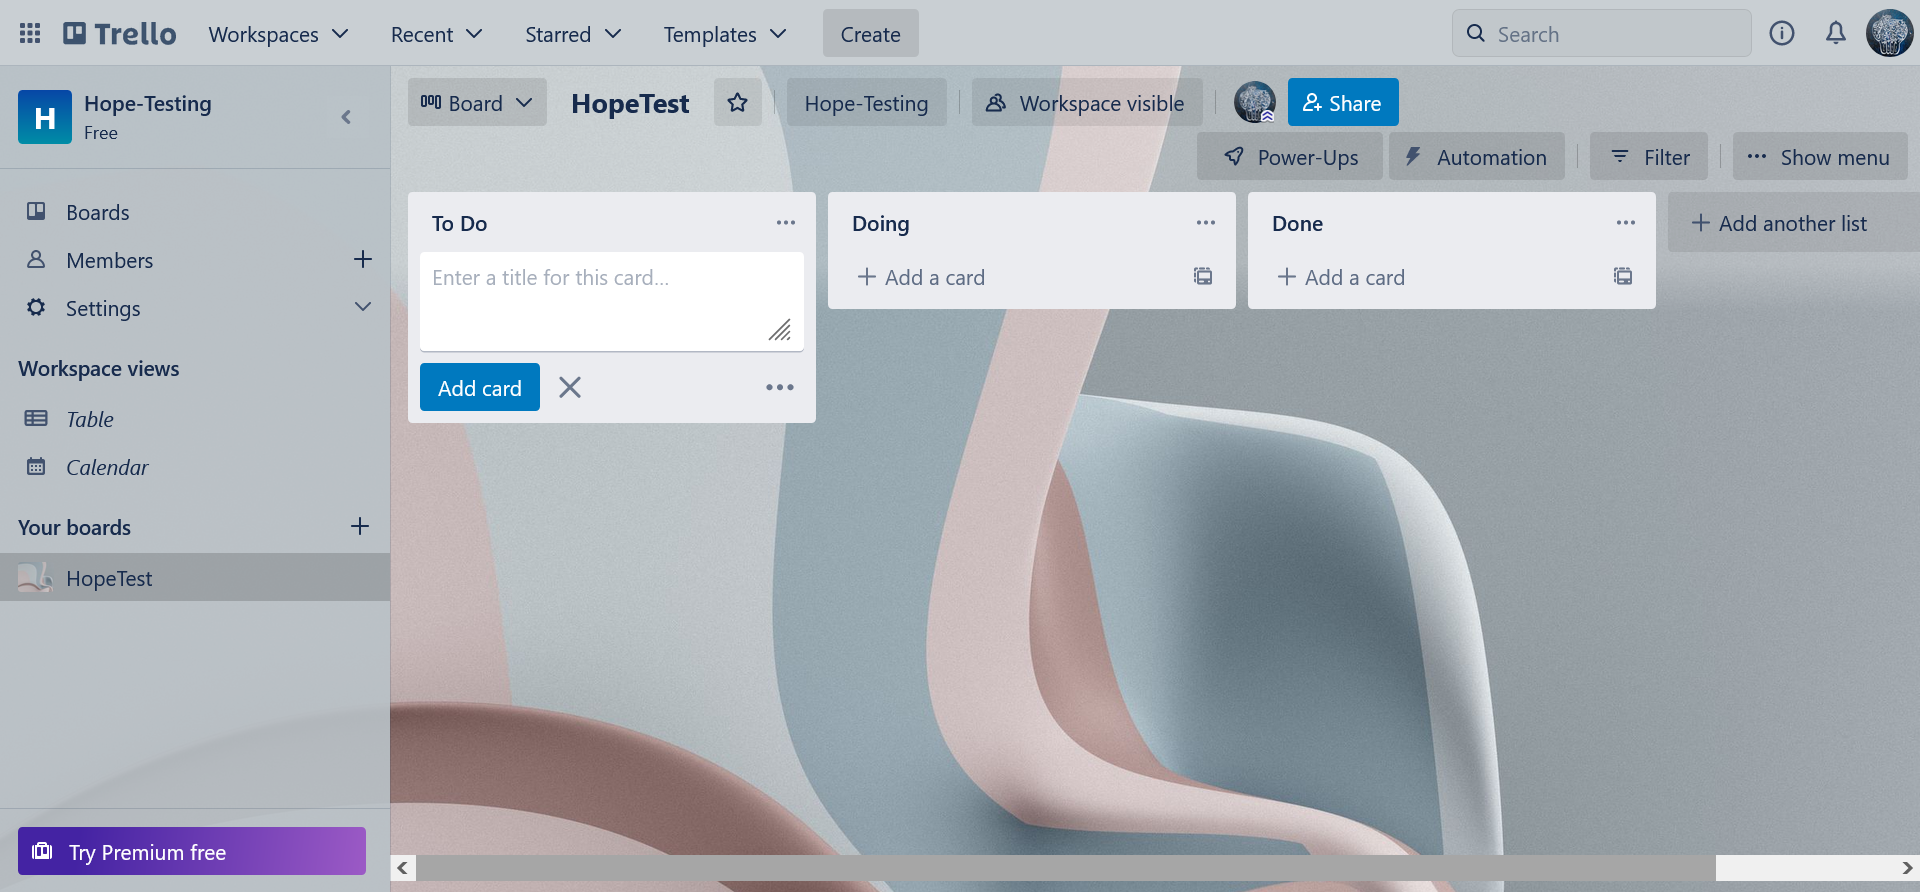 Trello Workspaces Recent Starred Templates Create Search
H Hope-Testing
Free
Boards
Members
Settings
Workspace views
Table
Calendar
Your boards
HopeTest
Try Premium free
Board HopeTest Hope-Testing Workspace visible Share
Power-Ups Automation Filter Show menu
To Do
Enter a title for this card...
Add card
Doing
Add a card
Done
Add a card
Add another list